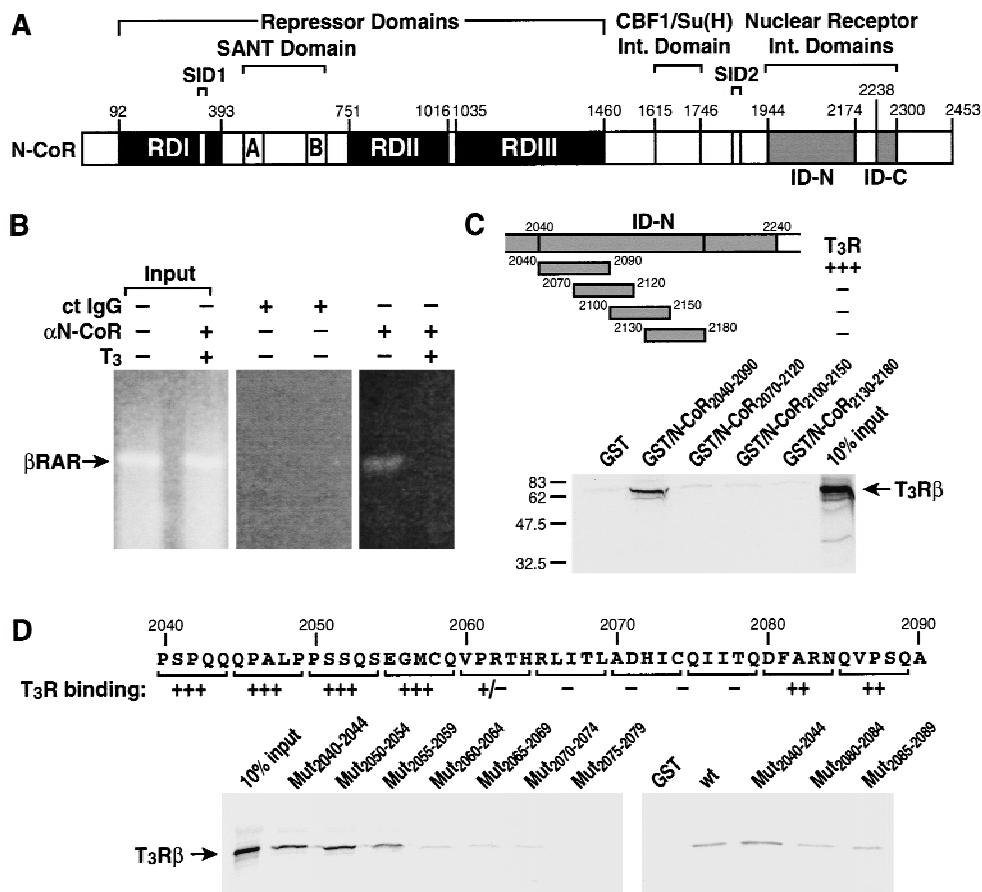 A
Repressor Domains
CBF1/Su(H) Int. Domain
Nuclear Receptor Int. Domains
SANT Domain
SID1
SID2
2238
92 393 751 1016 1035 1460 1615 1746 1944 2174 2300 2453
N-CoR RDI A B RDII RDIII
ID-N ID-C
B
Input
ct IgG − − + + − −
αN-CoR − + − − + +
T3 − + − + − +
βRAR
C
ID-N
2040 2240
T3R
2040 2090 +++
2070 2120 −
2100 2150 −
2130 2180 −
GST
GST/N-CoR2040-2090
GST/N-CoR2070-2120
GST/N-CoR2100-2150
GST/N-CoR2130-2180
10% input
83
62
47.5
32.5
T3Rβ
D
2040 2050 2060 2070 2080 2090
PSPQQQPALPPSSQSEGMCQVPRTHRLITLADHICQIITQDFARNQVPSQA
T3R binding: +++ +++ +++ +++ +/− − − − ++ ++
10% input
Mut2040-2044
Mut2050-2054
Mut2055-2059
Mut2060-2064
Mut2065-2069
Mut2070-2074
Mut2075-2079
GST
wt
Mut2040-2044
Mut2080-2084
Mut2085-2089
T3Rβ